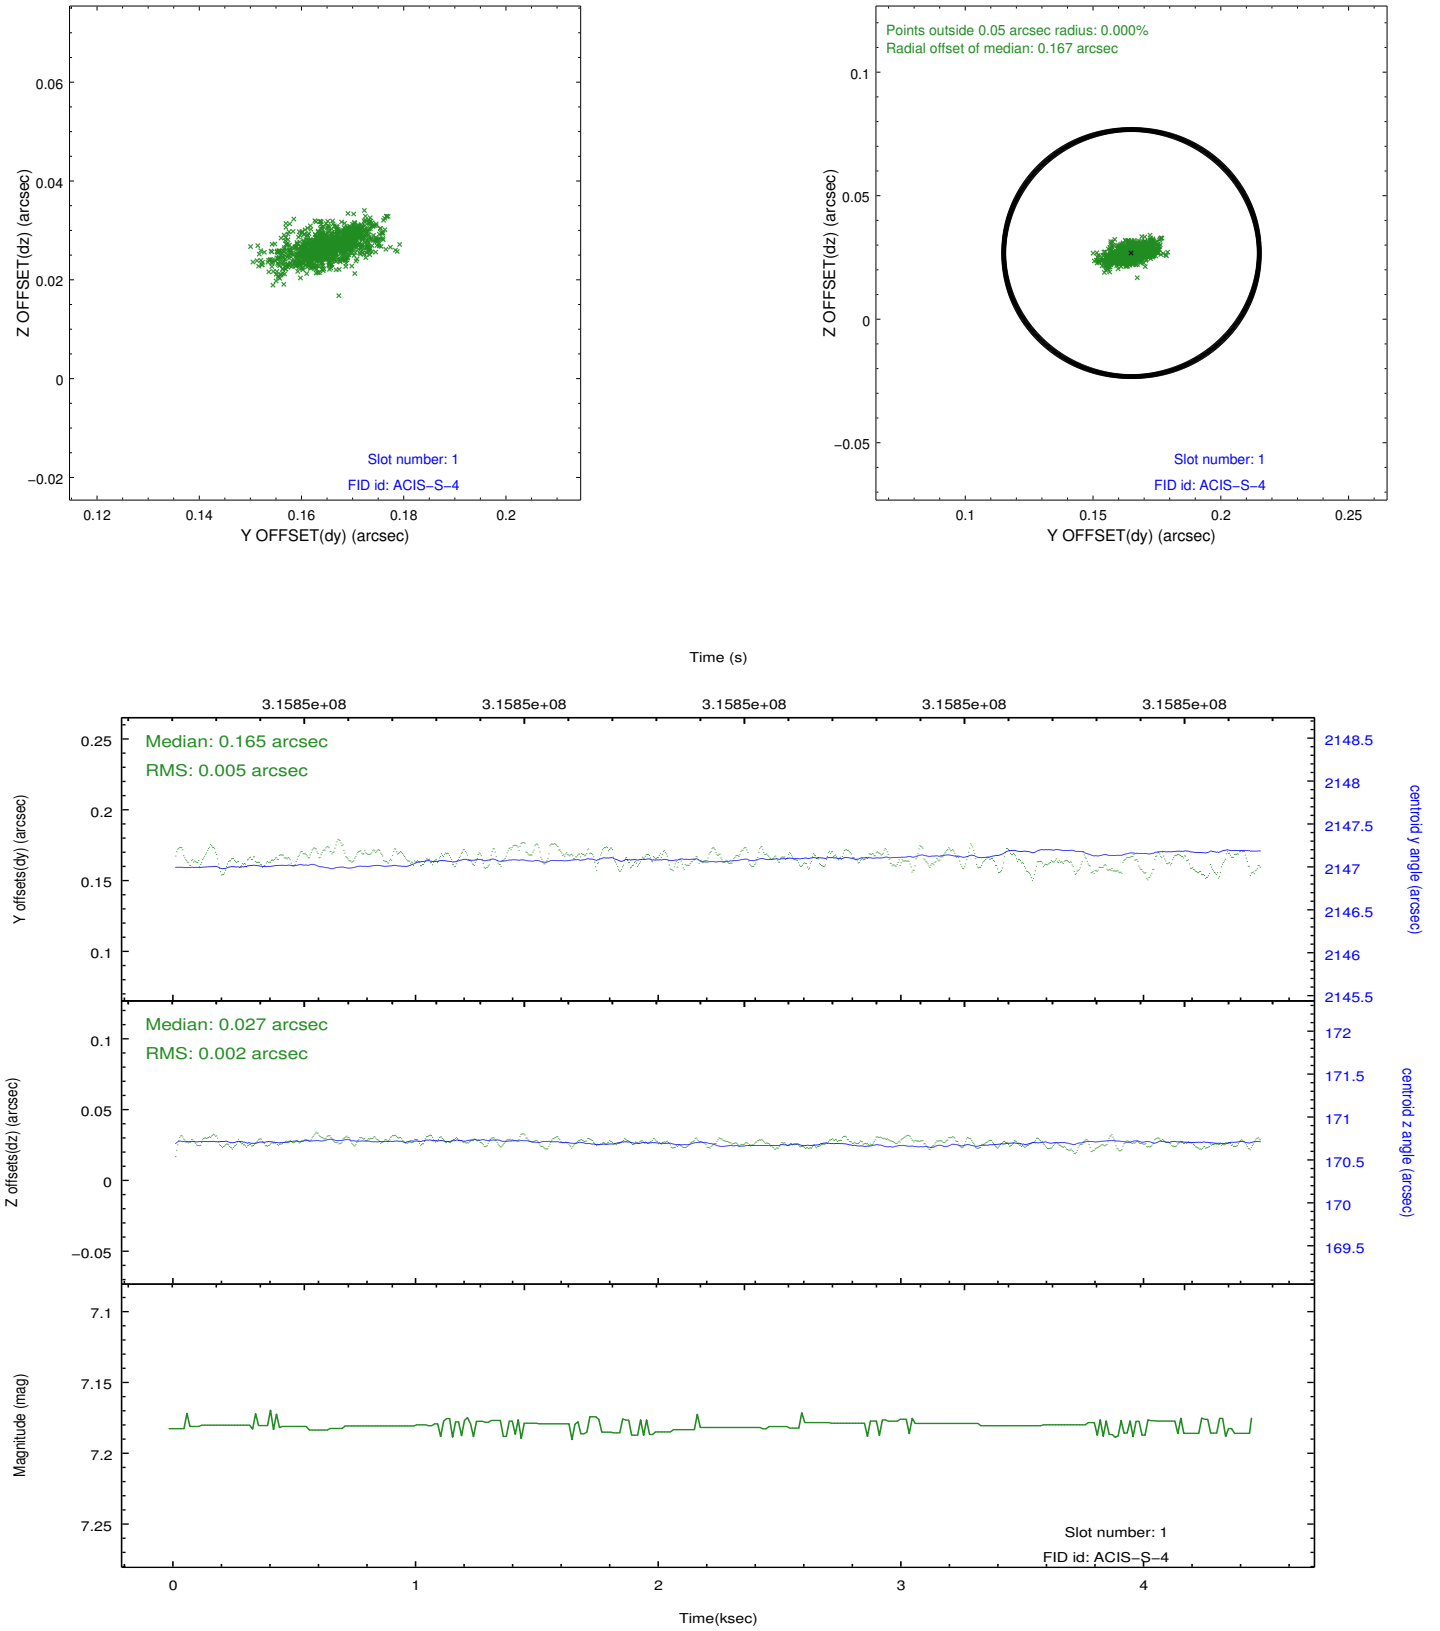 0.06
0.04
0.02
0
−0.02
Z OFFSET(dz) (arcsec)
0.12
0.14
0.16
0.18
0.2
Y OFFSET(dy) (arcsec)
Slot number: 1
FID id: ACIS−S−4
Points outside 0.05 arcsec radius: 0.000%
Radial offset of median: 0.167 arcsec
0.1
0.05
0
−0.05
Z OFFSET(dz) (arcsec)
Slot number: 1
FID id: ACIS−S−4
0.1
0.15
0.2
0.25
Y OFFSET(dy) (arcsec)
Time (s)
3.1585e+08
3.1585e+08
3.1585e+08
3.1585e+08
3.1585e+08
Median: 0.165 arcsec
RMS: 0.005 arcsec
0.25
0.2
0.15
0.1
Y offsets(dy) (arcsec)
2148.5
2148
2147.5
2147
2146.5
2146
2145.5
centroid y angle (arcsec)
Median: 0.027 arcsec
RMS: 0.002 arcsec
0.1
0.05
0
−0.05
Z offsets(dz) (arcsec)
172
171.5
171
170.5
170
169.5
centroid z angle (arcsec)
7.1
7.15
7.2
7.25
Magnitude (mag)
Slot number: 1
FID id: ACIS−S−4
0
1
2
3
4
Time(ksec)